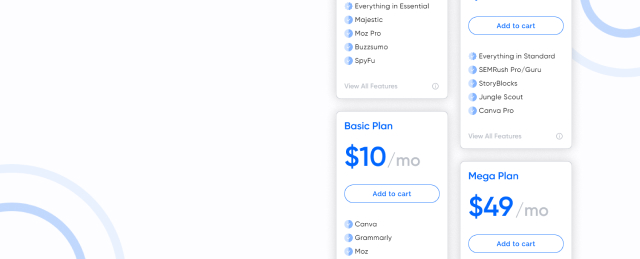 Everything in Essential
Majestic
Moz Pro
Buzzsumo
SpyFu
View All Features
Basic Plan
$10/mo
Add to cart
Canva
Grammarly
Moz
Add to cart
Everything in Standard
SEMRush Pro/Guru
StoryBlocks
Jungle Scout
Canva Pro
View All Features
Mega Plan
$49/mo
Add to cart